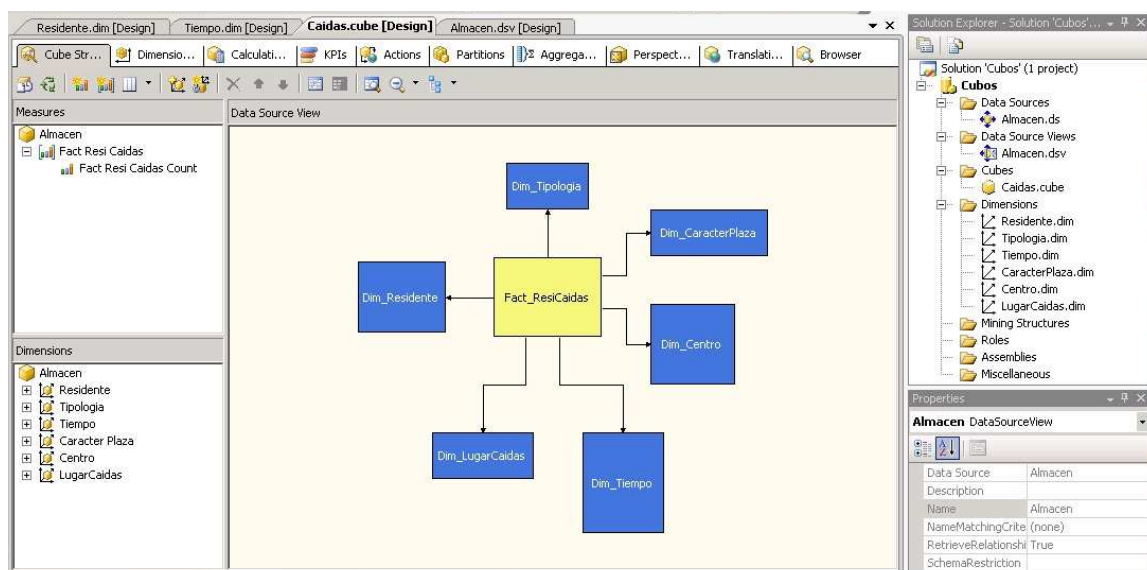 Residente.dim [Design]
Tiempo.dim [Design]
Caidas.cube [Design]
Almacen.dsv [Design]
Cube Str...
Dimensio...
Calculati...
KPIs
Actions
Partitions
Aggrega...
Perspect...
Translati...
Browser
Measures
Almacen
Fact Resi Caidas
Fact Resi Caidas Count
Dimensions
Almacen
Residente
Tipologia
Tiempo
Caracter Plaza
Centro
LugarCaidas
Data Source View
Dim_Tipologia
Dim_CaracterPlaza
Dim_Residente
Fact_ResiCaidas
Dim_Centro
Dim_LugarCaidas
Dim_Tiempo
Solution Explorer - Solution 'Cubos'...
Solution 'Cubos' (1 project)
Cubos
Data Sources
Almacen.ds
Data Source Views
Almacen.dsv
Cubes
Caidas.cube
Dimensions
Residente.dim
Tipologia.dim
Tiempo.dim
CaracterPlaza.dim
Centro.dim
LugarCaidas.dim
Mining Structures
Roles
Assemblies
Miscellaneous
Properties
Almacen DataSourceView
Data Source Almacen
Description
Name Almacen
NameMatchingCrite (none)
RetrieveRelationshi True
SchemaRestriction